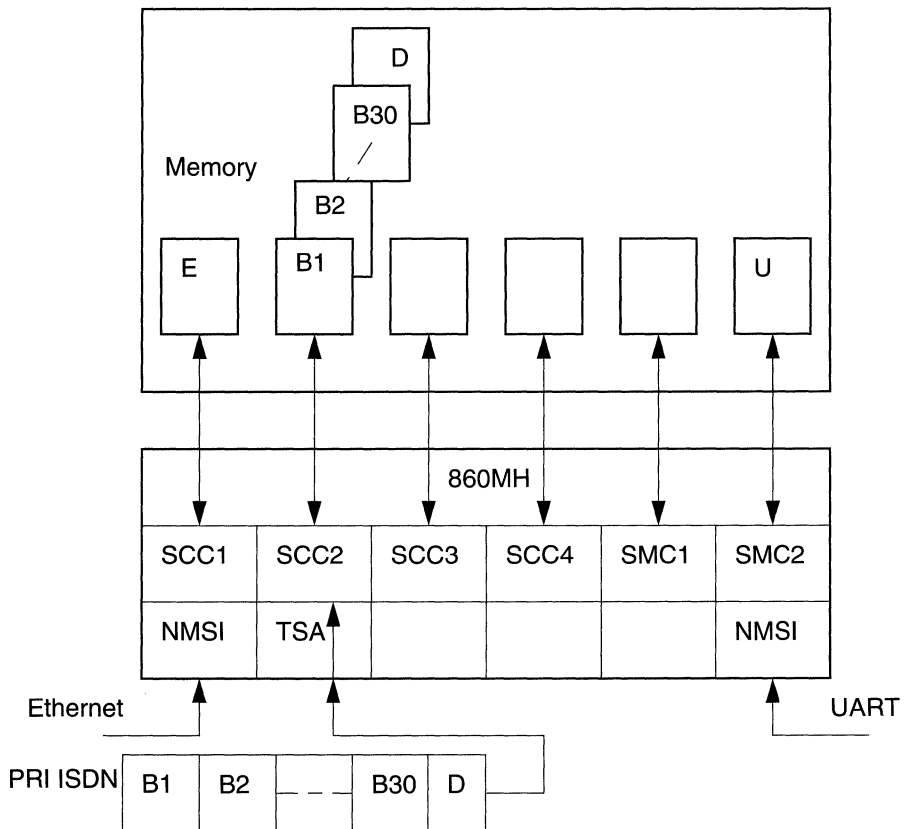 D
B30
Memory
B2
E B1 U
860MH
SCC1 SCC2 SCC3 SCC4 SMC1 SMC2
NMSI TSA NMSI
Ethernet UART
PRI ISDN B1 B2 B30 D